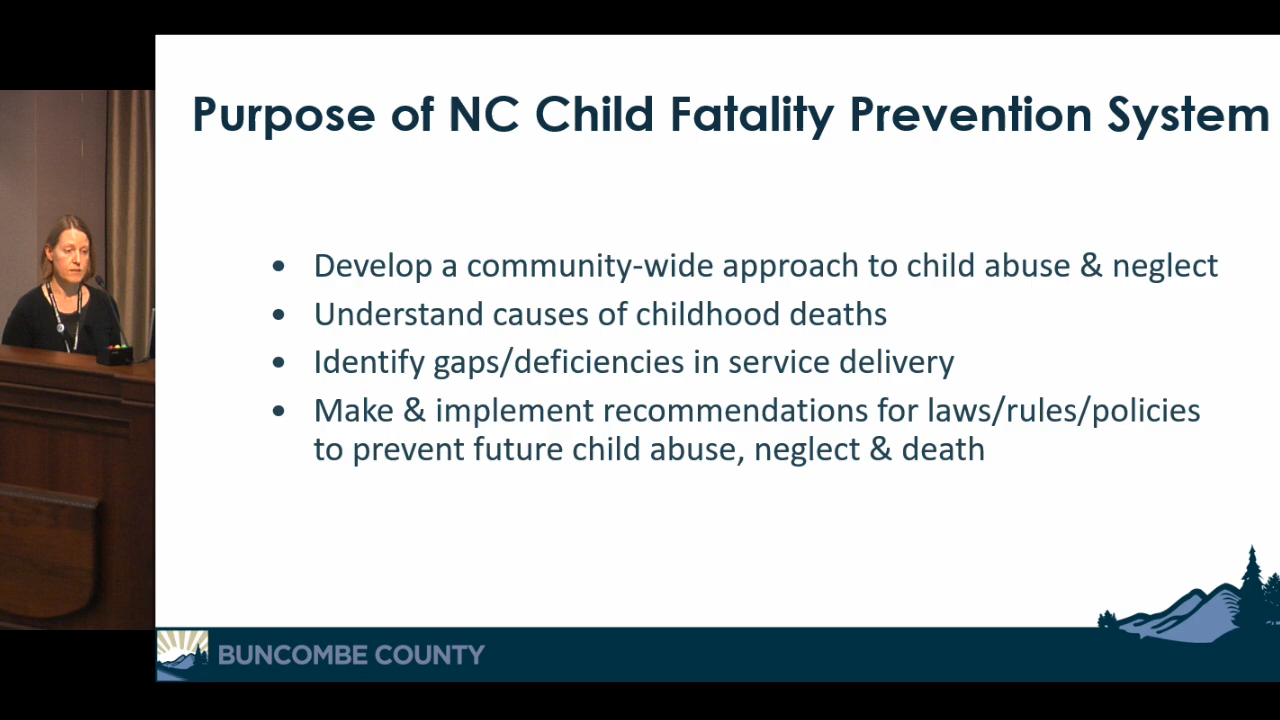 Purpose of NC Child Fatality Prevention System
• Develop a community-wide approach to child abuse & neglect
• Understand causes of childhood deaths
• Identify gaps/deficiencies in service delivery
• Make & implement recommendations for laws/rules/policies
to prevent future child abuse, neglect & death
BUNCOMBE COUNTY